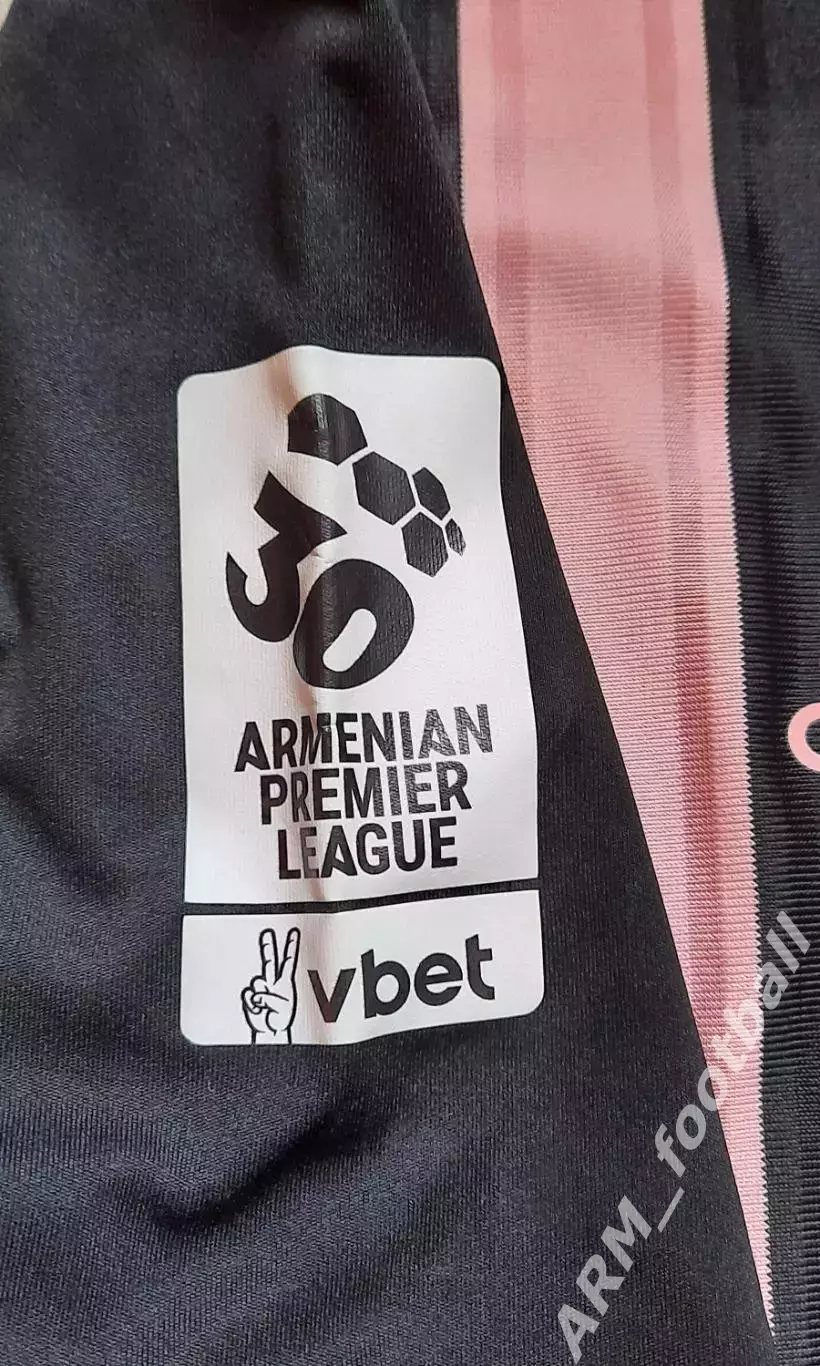 30
ARMENIAN
PREMIER
LEAGUE
vbet
ARM_football